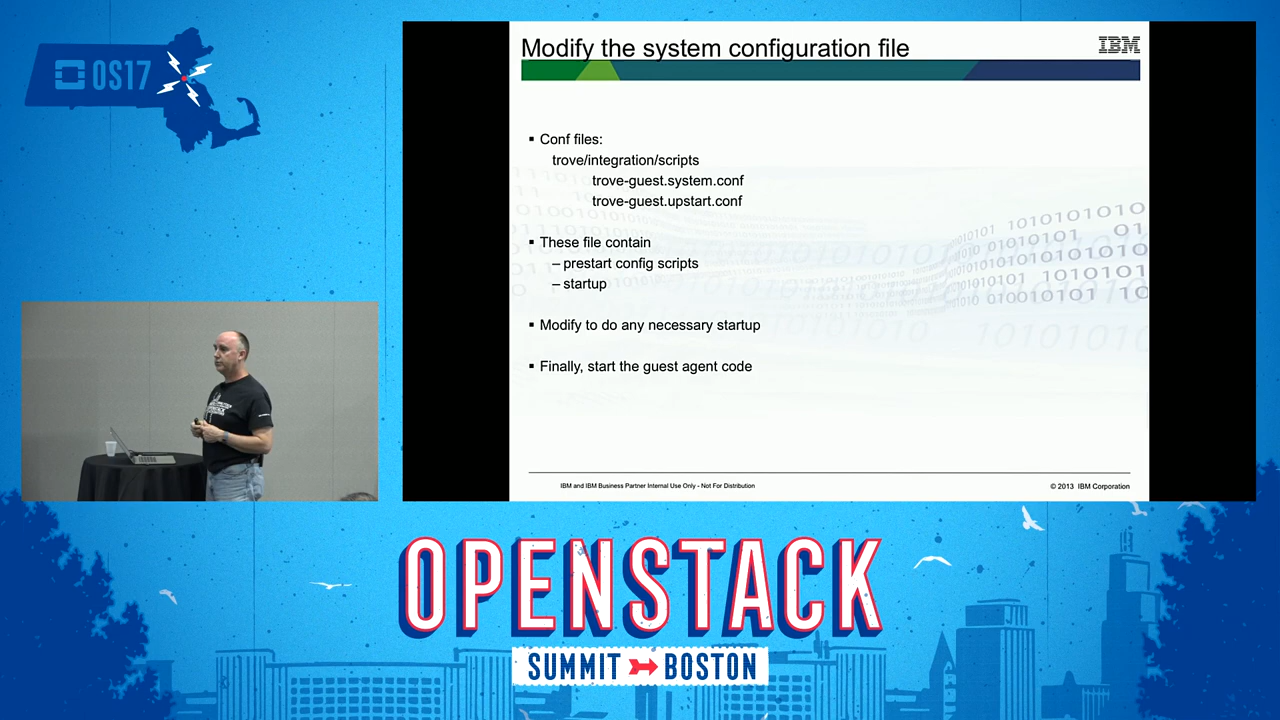 OS17
Modify the system configuration file
IBM
▪ Conf files:
trove/integration/scripts
trove-guest.system.conf
trove-guest.upstart.conf
▪ These file contain
– prestart config scripts
– startup
▪ Modify to do any necessary startup
▪ Finally, start the guest agent code
IBM and IBM Business Partner Internal Use Only - Not For Distribution
© 2013 IBM Corporation
OPENSTACK
SUMMIT BOSTON